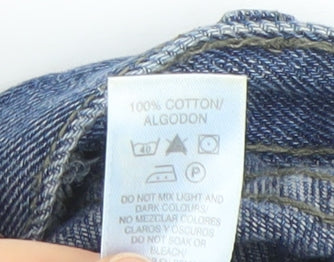 100% COTTON/
ALGODON
40
P
DO NOT MIX LIGHT AND
DARK COLOURS/
NO MEZCLAR COLORES
CLAROS Y OSCUROS
DO NOT SOAK OR
BLEACH/